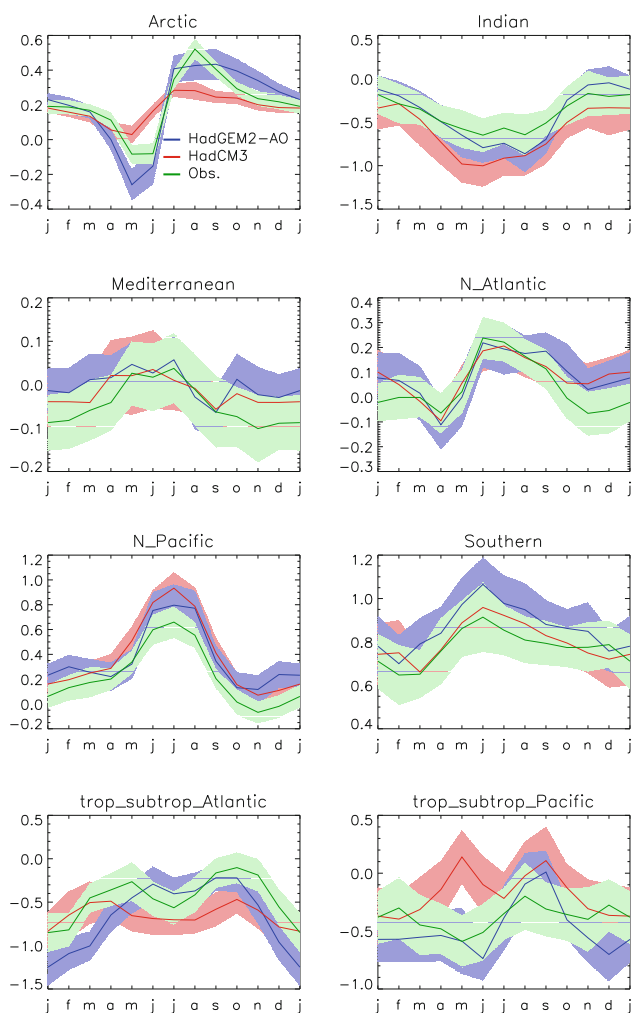 Arctic
0.6
0.4
0.2
0.0
−0.2
−0.4
HadGEM2−AO
HadCM3
Obs.
j f m a m j j a s o n d j
Indian
0.0
−0.5
−1.0
−1.5
j f m a m j j a s o n d j
Mediterranean
0.2
0.1
0.0
−0.1
−0.2
j f m a m j j a s o n d j
N_Atlantic
0.4
0.3
0.2
0.1
0.0
−0.1
−0.2
−0.3
j f m a m j j a s o n d j
N_Pacific
1.2
1.0
0.8
0.6
0.4
0.2
0.0
−0.2
j f m a m j j a s o n d j
Southern
1.2
1.0
0.8
0.6
0.4
j f m a m j j a s o n d j
trop_subtrop_Atlantic
0.5
0.0
−0.5
−1.0
−1.5
j f m a m j j a s o n d j
trop_subtrop_Pacific
0.5
0.0
−0.5
−1.0
j f m a m j j a s o n d j